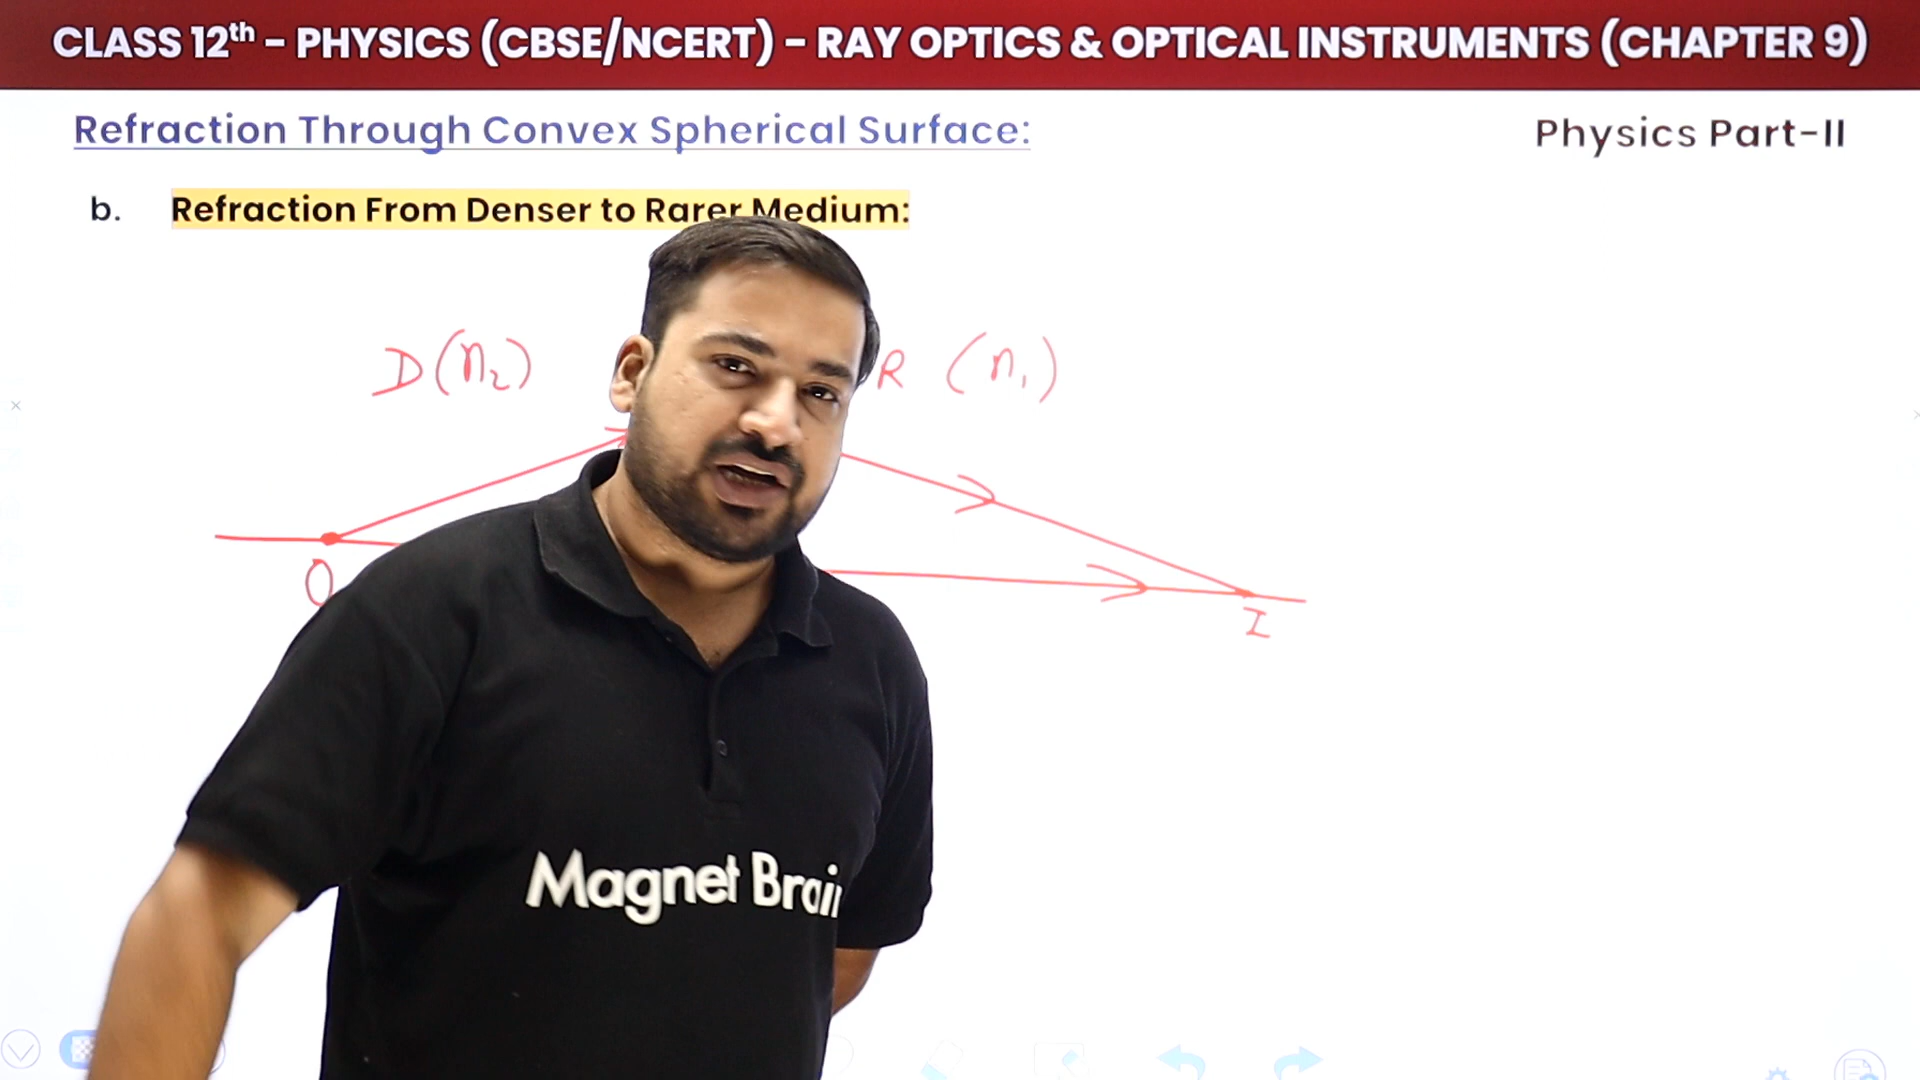 CLASS 12th - PHYSICS (CBSE/NCERT) - RAY OPTICS & OPTICAL INSTRUMENTS (CHAPTER 9)
Refraction Through Convex Spherical Surface:
Physics Part-II
b. Refraction From Denser to Rarer Medium:
D (n₂)
R (n₁)
O
I
Magnet Brai